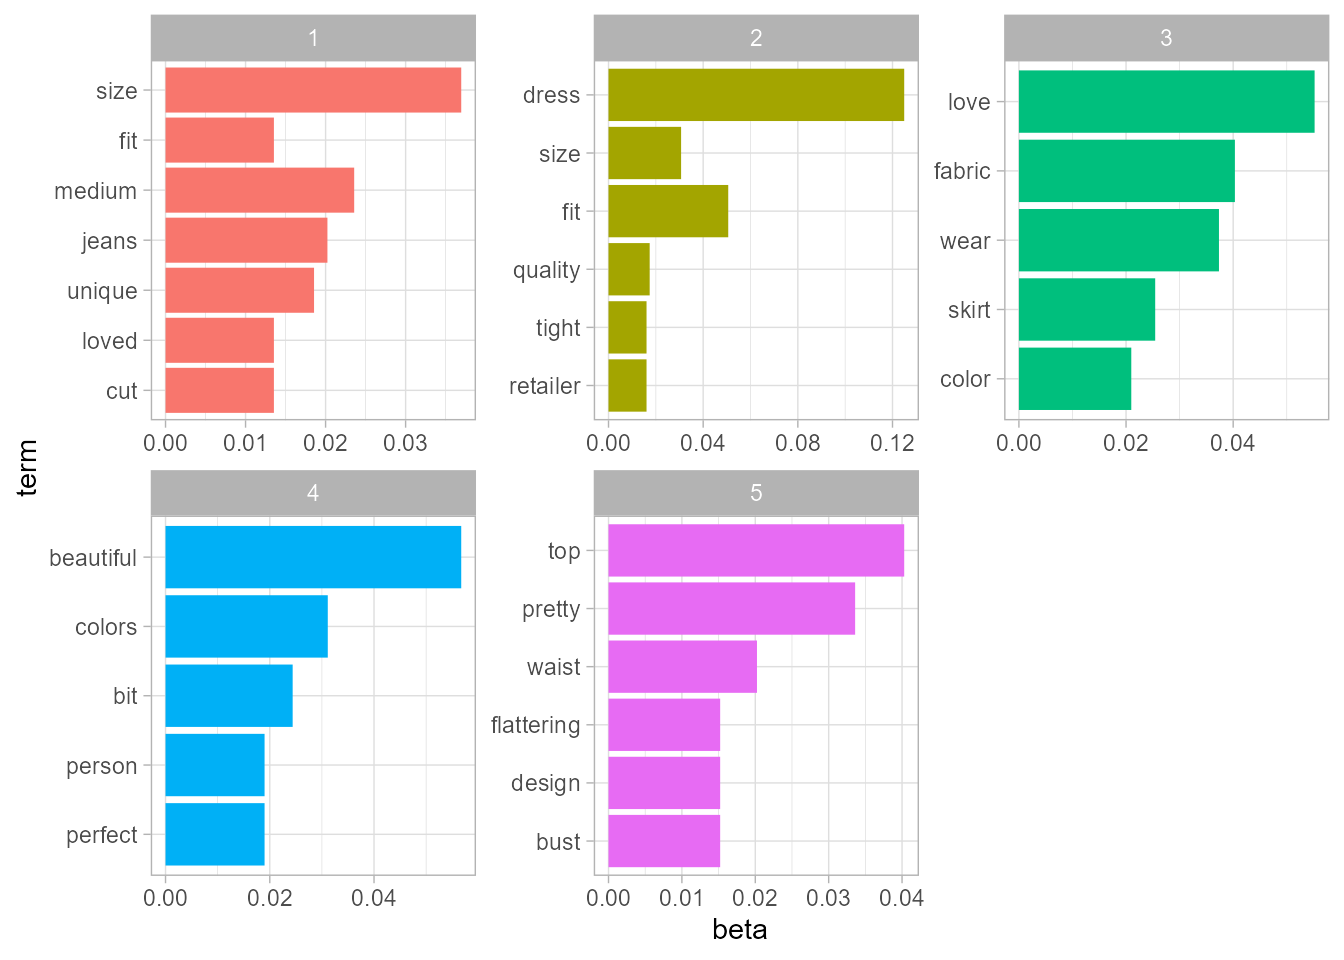 1
size
fit
medium
jeans
unique
loved
cut
0.00 0.01 0.02 0.03
2
dress
size
fit
quality
tight
retailer
0.00 0.04 0.08 0.12
3
love
fabric
wear
skirt
color
0.00 0.02 0.04
term
4
beautiful
colors
bit
person
perfect
0.00 0.02 0.04
5
top
pretty
waist
flattering
design
bust
0.00 0.01 0.02 0.03 0.04
beta